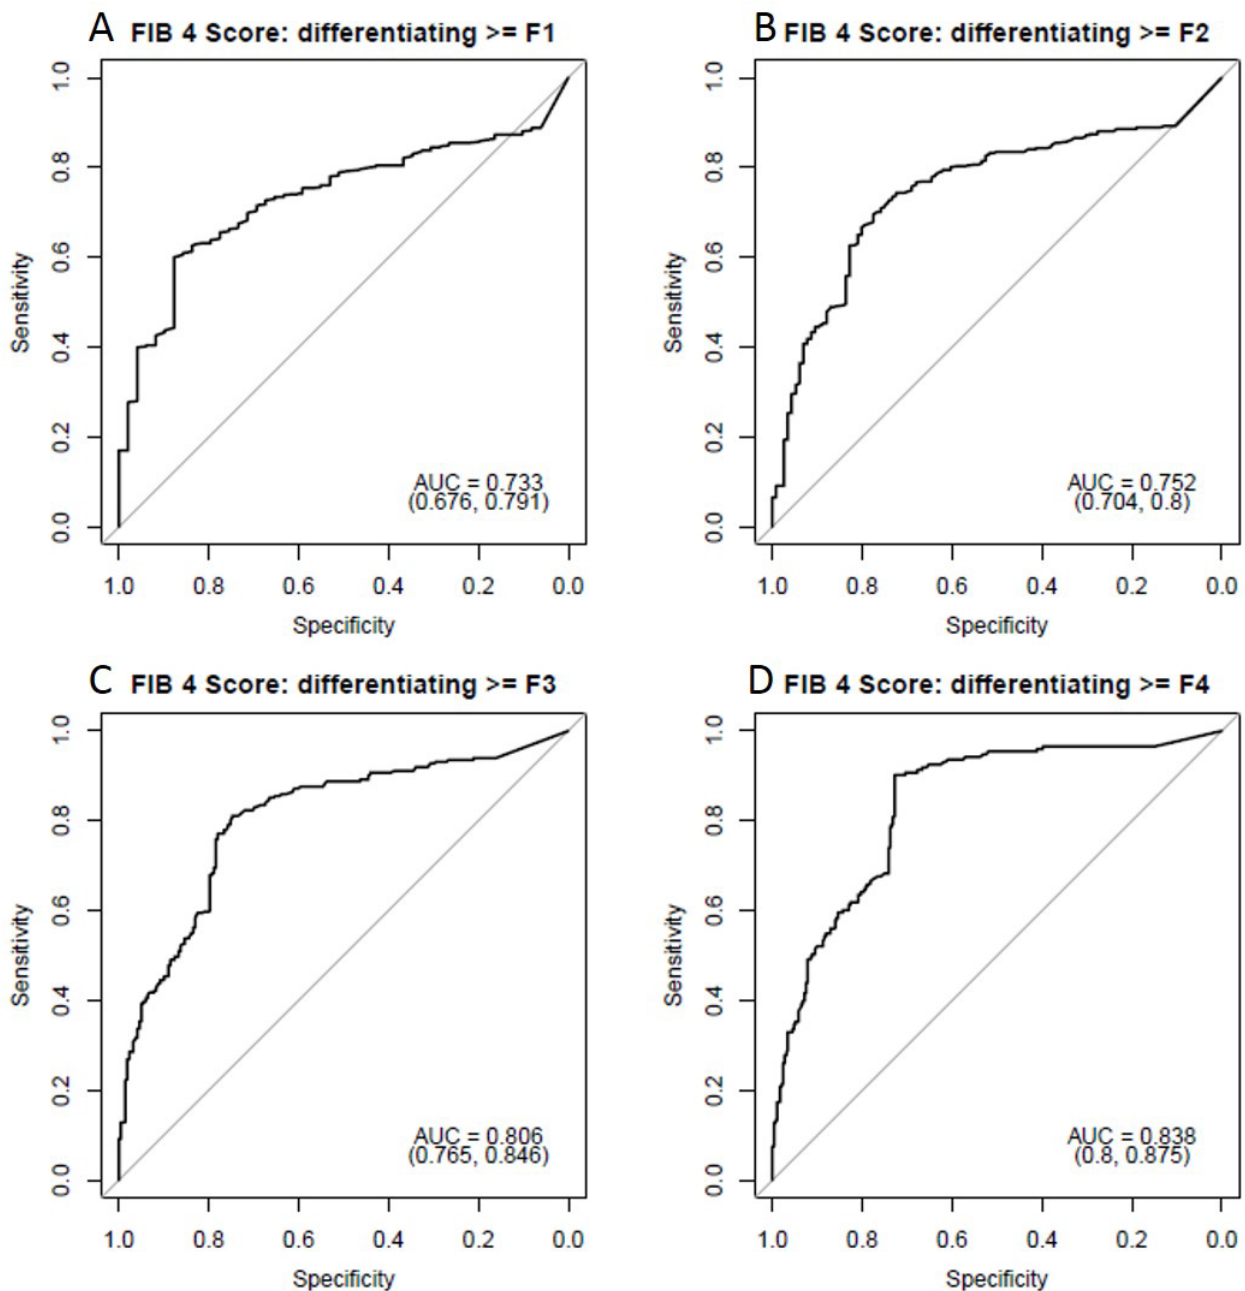 A FIB 4 Score: differentiating >= F1
Sensitivity
0.0 0.2 0.4 0.6 0.8 1.0
AUC = 0.733
(0.676, 0.791)
1.0 0.8 0.6 0.4 0.2 0.0
Specificity
B FIB 4 Score: differentiating >= F2
Sensitivity
0.0 0.2 0.4 0.6 0.8 1.0
AUC = 0.752
(0.704, 0.8)
1.0 0.8 0.6 0.4 0.2 0.0
Specificity
C FIB 4 Score: differentiating >= F3
Sensitivity
0.0 0.2 0.4 0.6 0.8 1.0
AUC = 0.806
(0.765, 0.846)
1.0 0.8 0.6 0.4 0.2 0.0
Specificity
D FIB 4 Score: differentiating >= F4
Sensitivity
0.0 0.2 0.4 0.6 0.8 1.0
AUC = 0.838
(0.8, 0.875)
1.0 0.8 0.6 0.4 0.2 0.0
Specificity